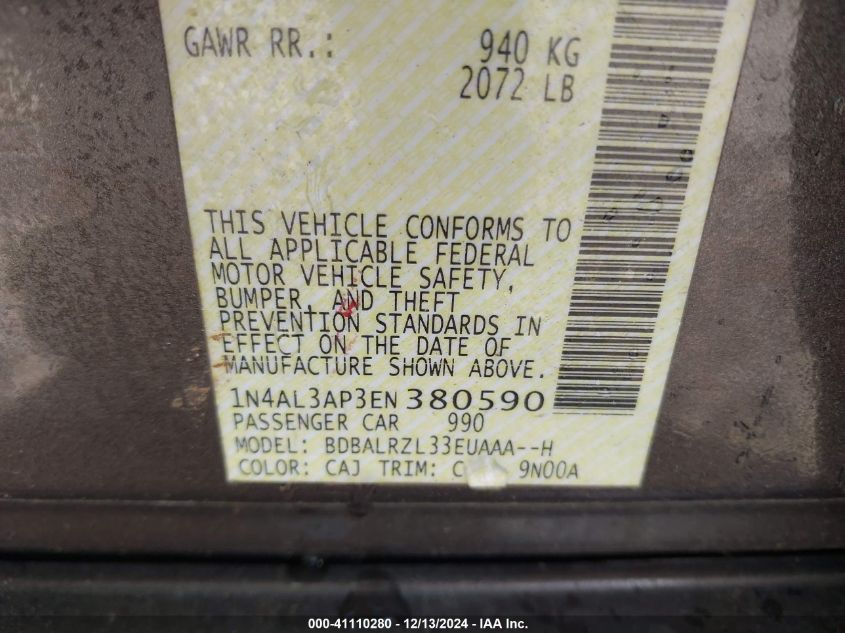 GAWR RR.: 940 KG
2072 LB
THIS VEHICLE CONFORMS TO
ALL APPLICABLE FEDERAL
MOTOR VEHICLE SAFETY,
BUMPER, AND THEFT
PREVENTION STANDARDS IN
EFFECT ON THE DATE OF
MANUFACTURE SHOWN ABOVE.
1N4AL3AP3EN 380590
PASSENGER CAR 990
MODEL: BDBALRZL33EUAAA--H
COLOR: CAJ TRIM: C 9N00A
000-41110280 - 12/13/2024 - IAA Inc.